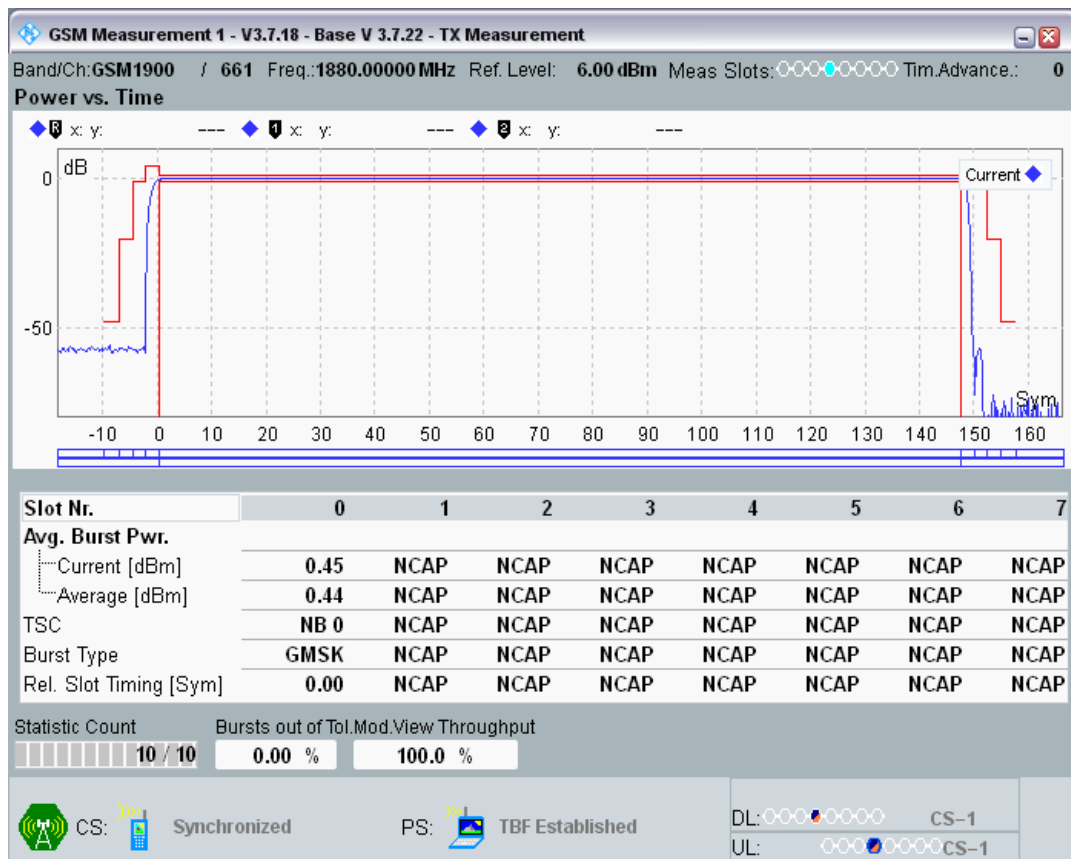 GSM Measurement 1 - V3.7.18 - Base V 3.7.22 - TX Measurement
Band/Ch:GSM1900 / 661 Freq.:1880.00000 MHz Ref. Level: 6.00 dBm Meas Slots: Tim.Advance.: 0
Power vs. Time
R x: y: --- 1 x: y: --- 2 x: y: ---
dB
Current
0
-50
Sym
-10 0 10 20 30 40 50 60 70 80 90 100 110 120 130 140 150 160
Slot Nr. 0 1 2 3 4 5 6 7
Avg. Burst Pwr.
Current [dBm] 0.45 NCAP NCAP NCAP NCAP NCAP NCAP NCAP
Average [dBm] 0.44 NCAP NCAP NCAP NCAP NCAP NCAP NCAP
TSC NB 0 NCAP NCAP NCAP NCAP NCAP NCAP NCAP
Burst Type GMSK NCAP NCAP NCAP NCAP NCAP NCAP NCAP
Rel. Slot Timing [Sym] 0.00 NCAP NCAP NCAP NCAP NCAP NCAP NCAP
Statistic Count Bursts out of Tol. Mod.View Throughput
10 / 10 0.00 % 100.0 %
CS: Synchronized PS: TBF Established
DL: CS-1
UL: CS-1